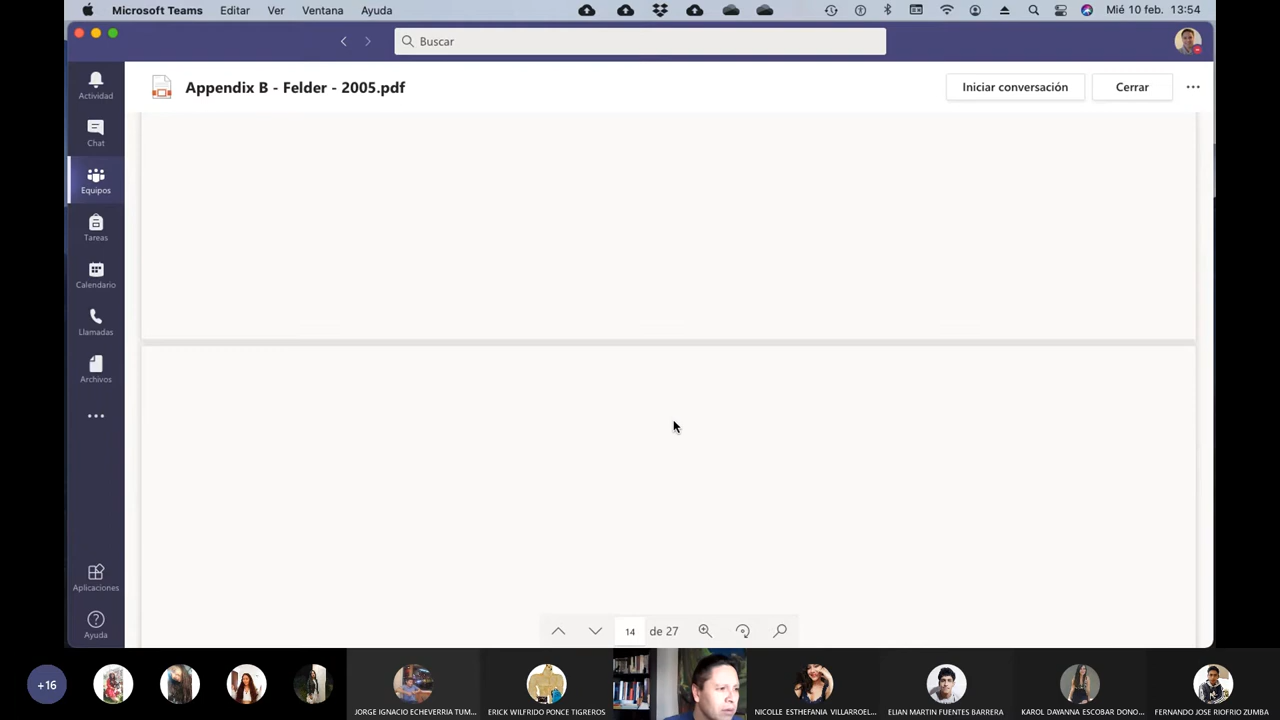 Microsoft Teams Editar Ver Ventana Ayuda Mié 10 feb. 13:54
Buscar
Actividad
Chat
Equipos
Tareas
Calendario
Llamadas
Archivos
Aplicaciones
Ayuda
Appendix B - Felder - 2005.pdf Iniciar conversación Cerrar
14 de 27
+16 JORGE IGNACIO ECHEVERRIA TUM... ERICK WILFRIDO PONCE TIGREROS NICOLLE ESTHEFANIA VILLARROEL... ELIAN MARTIN FUENTES BARRERA KAROL DAYANNA ESCOBAR DONO... FERNANDO JOSE RIOFRIO ZUMBA